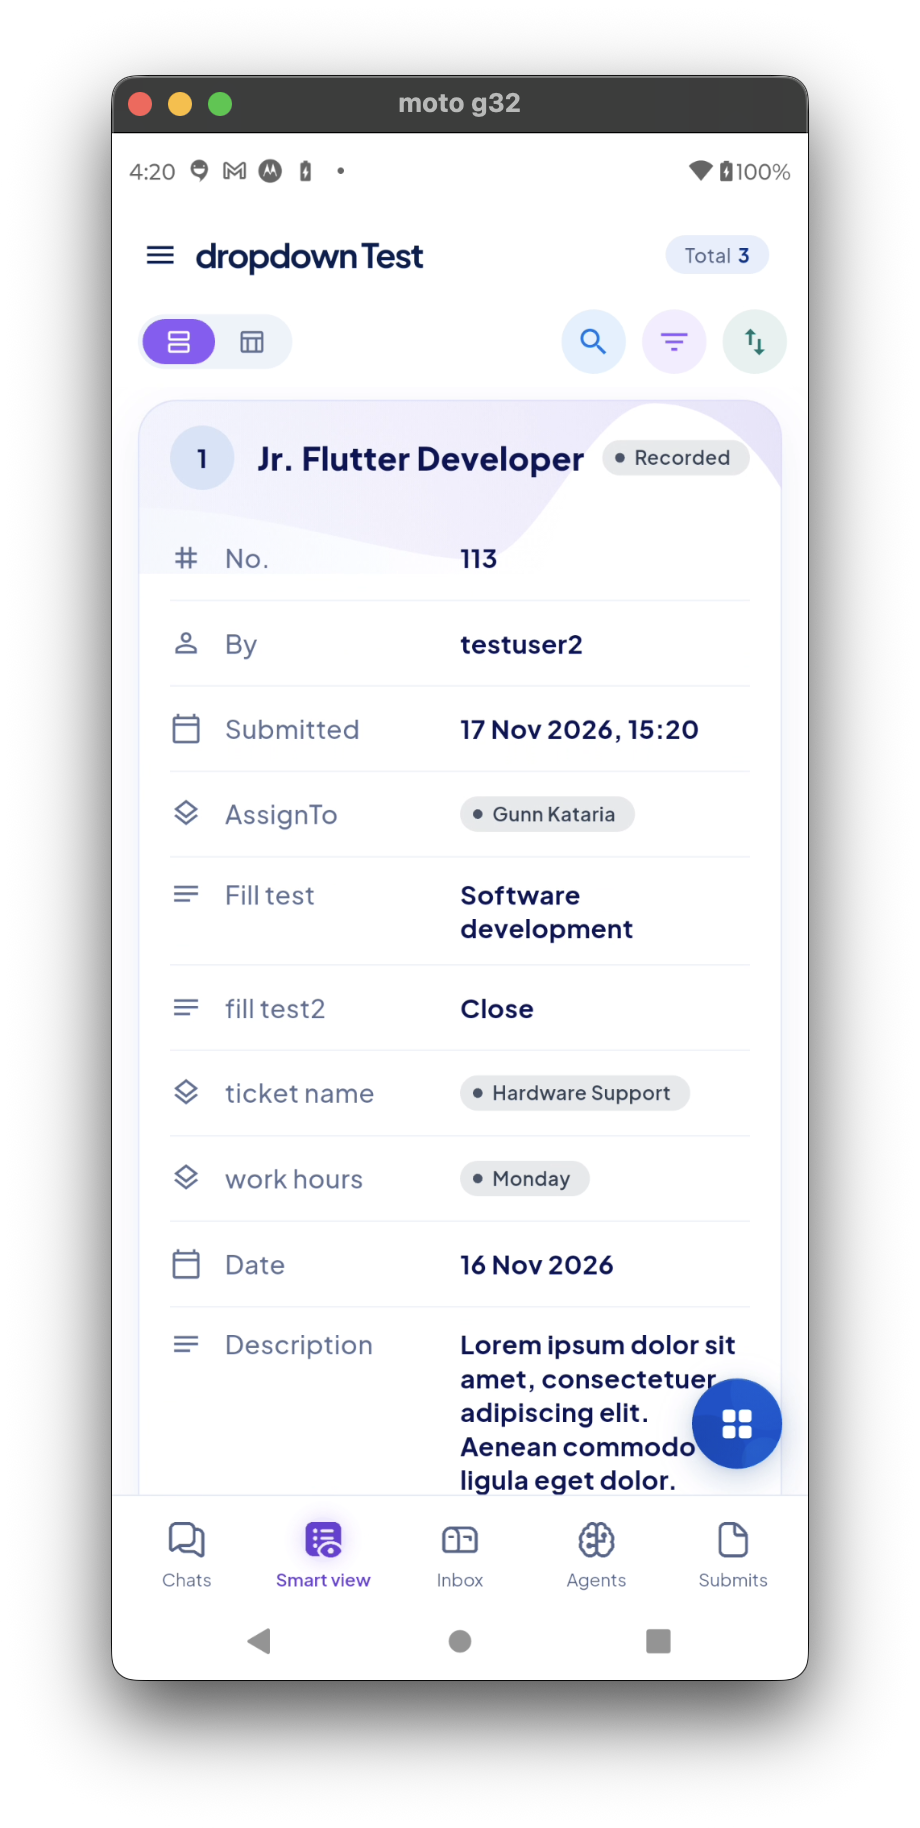 moto g32
4:20
100%
dropdown Test
Total 3
1
Jr. Flutter Developer
Recorded
No.
113
By
testuser2
Submitted
17 Nov 2026, 15:20
AssignTo
Gunn Kataria
Fill test
Software
development
fill test2
Close
ticket name
Hardware Support
work hours
Monday
Date
16 Nov 2026
Description
Lorem ipsum dolor sit
amet, consectetuer
adipiscing elit.
Aenean commodo
ligula eget dolor.
Chats
Smart view
Inbox
Agents
Submits